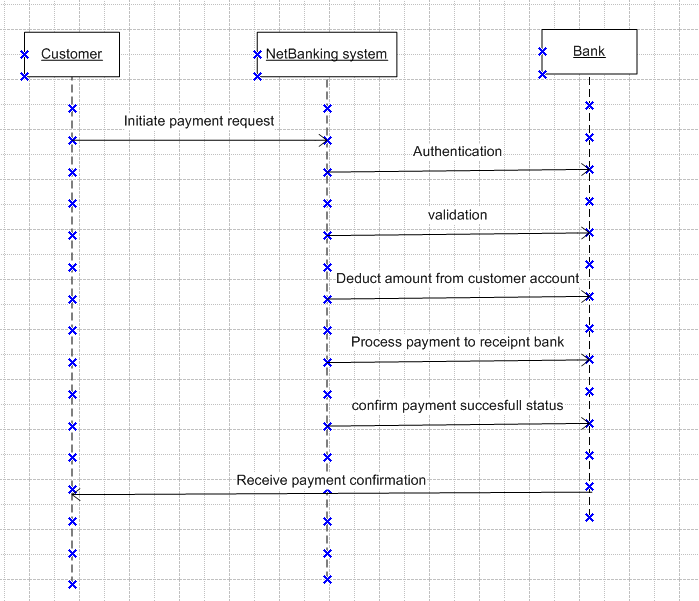 Customer
NetBanking system
Bank
Initiate payment request
Authentication
validation
Deduct amount from customer account
Process payment to receipnt bank
confirm payment succesfull status
Receive payment confirmation